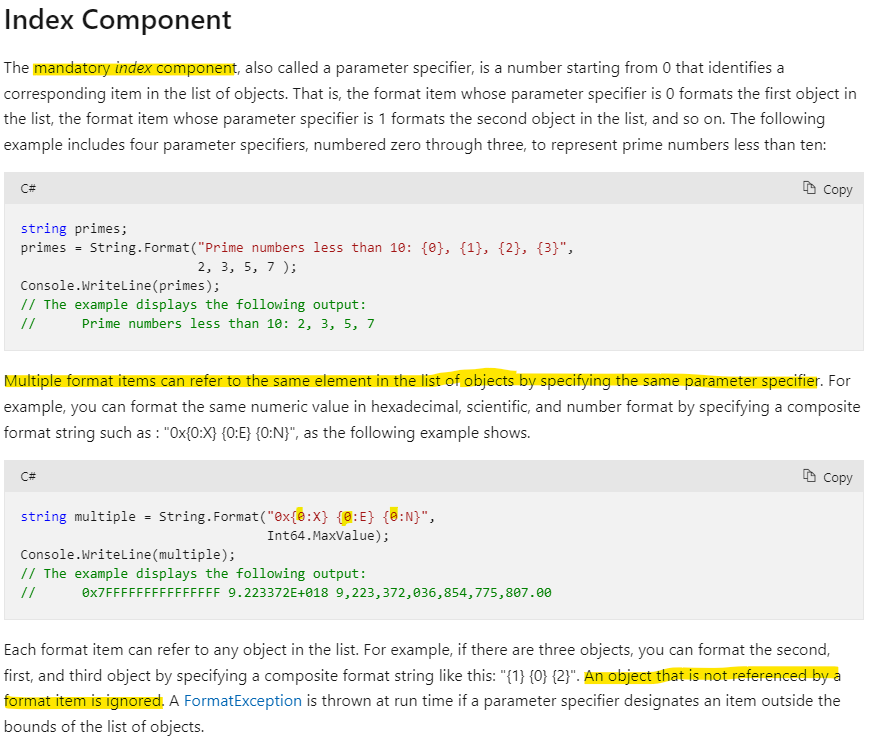 Index Component
The mandatory index component, also called a parameter specifier, is a number starting from 0 that identifies a
corresponding item in the list of objects. That is, the format item whose parameter specifier is 0 formats the first object in
the list, the format item whose parameter specifier is 1 formats the second object in the list, and so on. The following
example includes four parameter specifiers, numbered zero through three, to represent prime numbers less than ten:
C# Copy
string primes;
primes = String.Format("Prime numbers less than 10: {0}, {1}, {2}, {3}",
2, 3, 5, 7 );
Console.WriteLine(primes);
// The example displays the following output:
// Prime numbers less than 10: 2, 3, 5, 7
Multiple format items can refer to the same element in the list of objects by specifying the same parameter specifier. For
example, you can format the same numeric value in hexadecimal, scientific, and number format by specifying a composite
format string such as : "0x{0:X} {0:E} {0:N}", as the following example shows.
C# Copy
string multiple = String.Format("0x{0:X} {0:E} {0:N}",
Int64.MaxValue);
Console.WriteLine(multiple);
// The example displays the following output:
// 0x7FFFFFFFFFFFFFFF 9.223372E+018 9,223,372,036,854,775,807.00
Each format item can refer to any object in the list. For example, if there are three objects, you can format the second,
first, and third object by specifying a composite format string like this: "{1} {0} {2}". An object that is not referenced by a
format item is ignored. A FormatException is thrown at run time if a parameter specifier designates an item outside the
bounds of the list of objects.